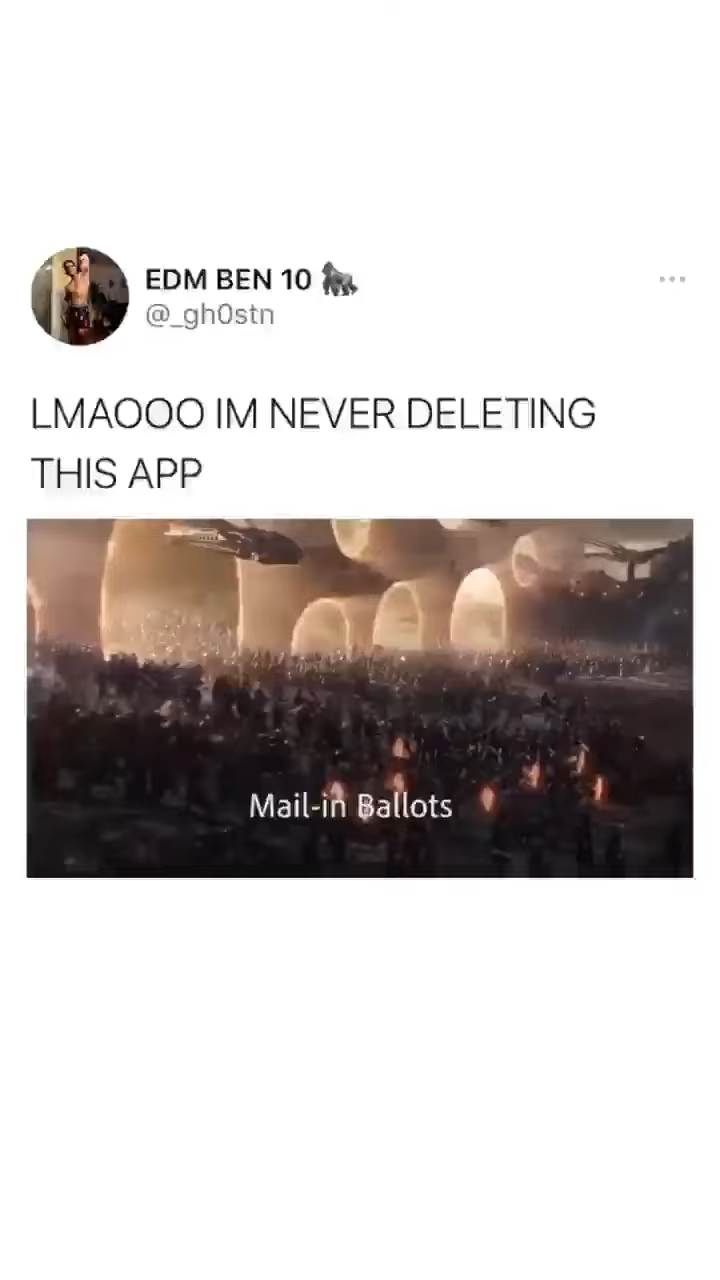 EDM BEN 10 🦍
@_gh0stn
LMAOOO IM NEVER DELETING
THIS APP
Mail-in Ballots